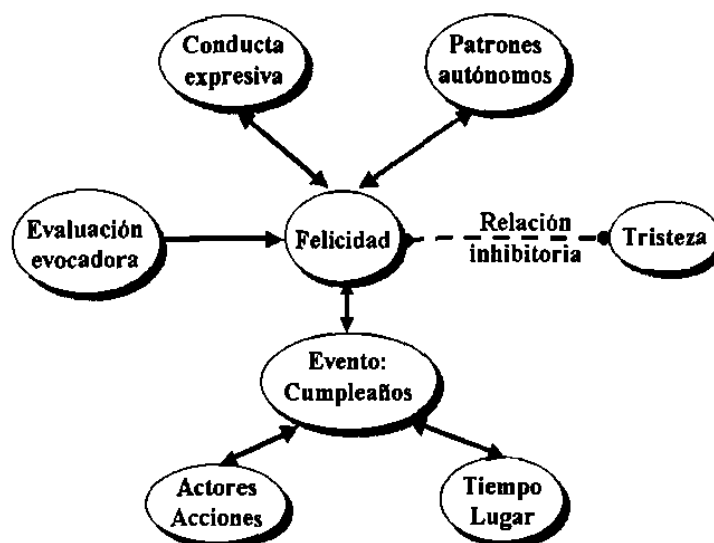 Conducta
expresiva
Patrones
autónomos
Evaluación
evocadora
Felicidad
Relación
inhibitoria
Tristeza
Evento:
Cumpleaños
Actores
Acciones
Tiempo
Lugar